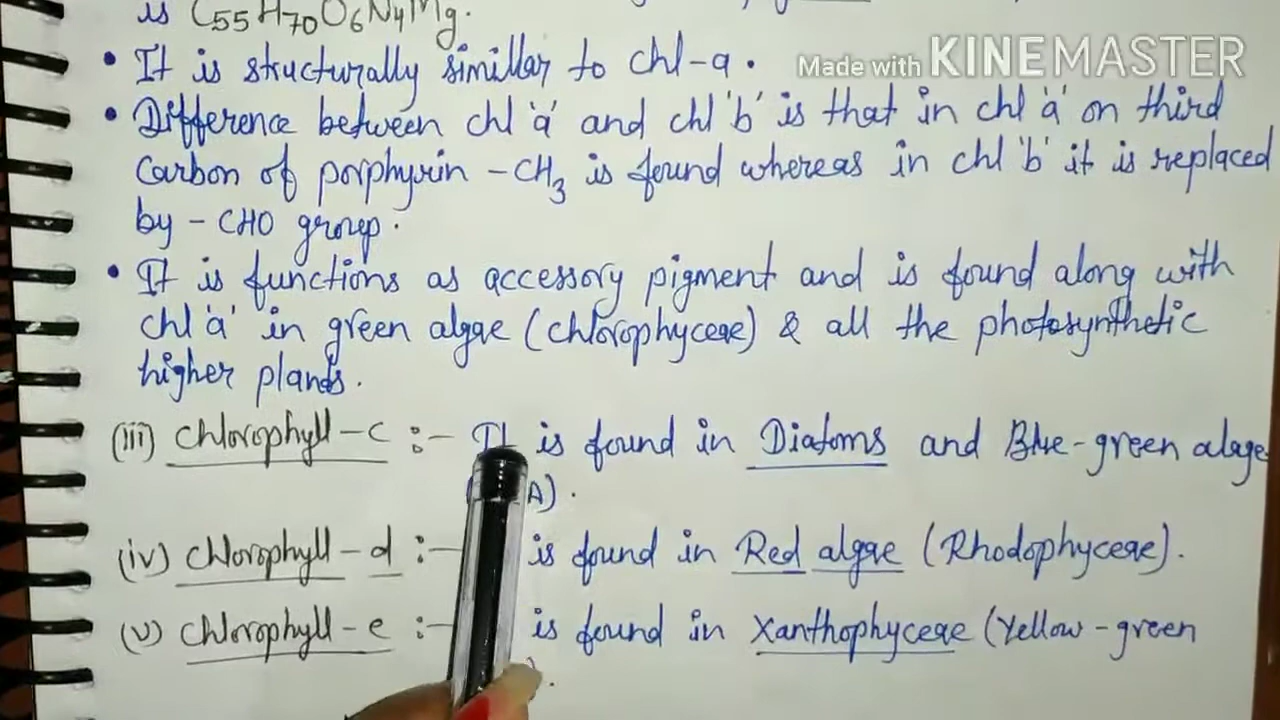 is C55H70O6N4Mg.
• It is structurally simillar to chl-a.
Made with KINEMASTER
• Difference between chl 'a' and chl 'b' is that in chl 'a' on third
Carbon of porphyrin -CH3 is found whereas in chl 'b' it is replaced
by - CHO group.
• It is functions as accessory pigment and is found along with
chl 'a' in green algae (chlorophyceae) & all the photosynthetic
higher plants.
(iii) Chlorophyll-c :- It is found in Diatoms and Blue-green alage
A).
(iv) Chlorophyll-d :- is found in Red algae (Rhodophyceae).
(v) Chlorophyll-e :- is found in Xanthophyceae (Yellow-green
).